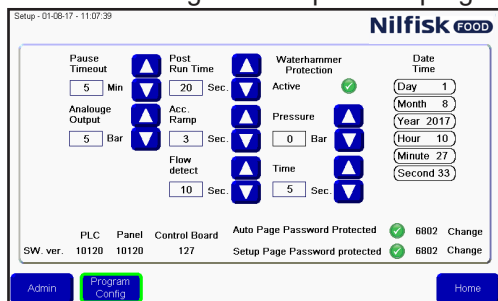 Setup - 01-08-17 - 11:07:39
Nilfisk FOOD
Pause Timeout
5 Min
Post Run Time
20 Sec.
Waterhammer Protection
Active
Date Time
Day 1
Month 8
Year 2017
Hour 10
Minute 27
Second 33
Analouge Output
5 Bar
Acc. Ramp
3 Sec.
Pressure
0 Bar
Flow detect
10 Sec.
Time
5 Sec.
PLC Panel Control Board
SW. ver. 10120 10120 127
Auto Page Password Protected 6802 Change
Setup Page Password protected 6802 Change
Admin
Program Config
Home